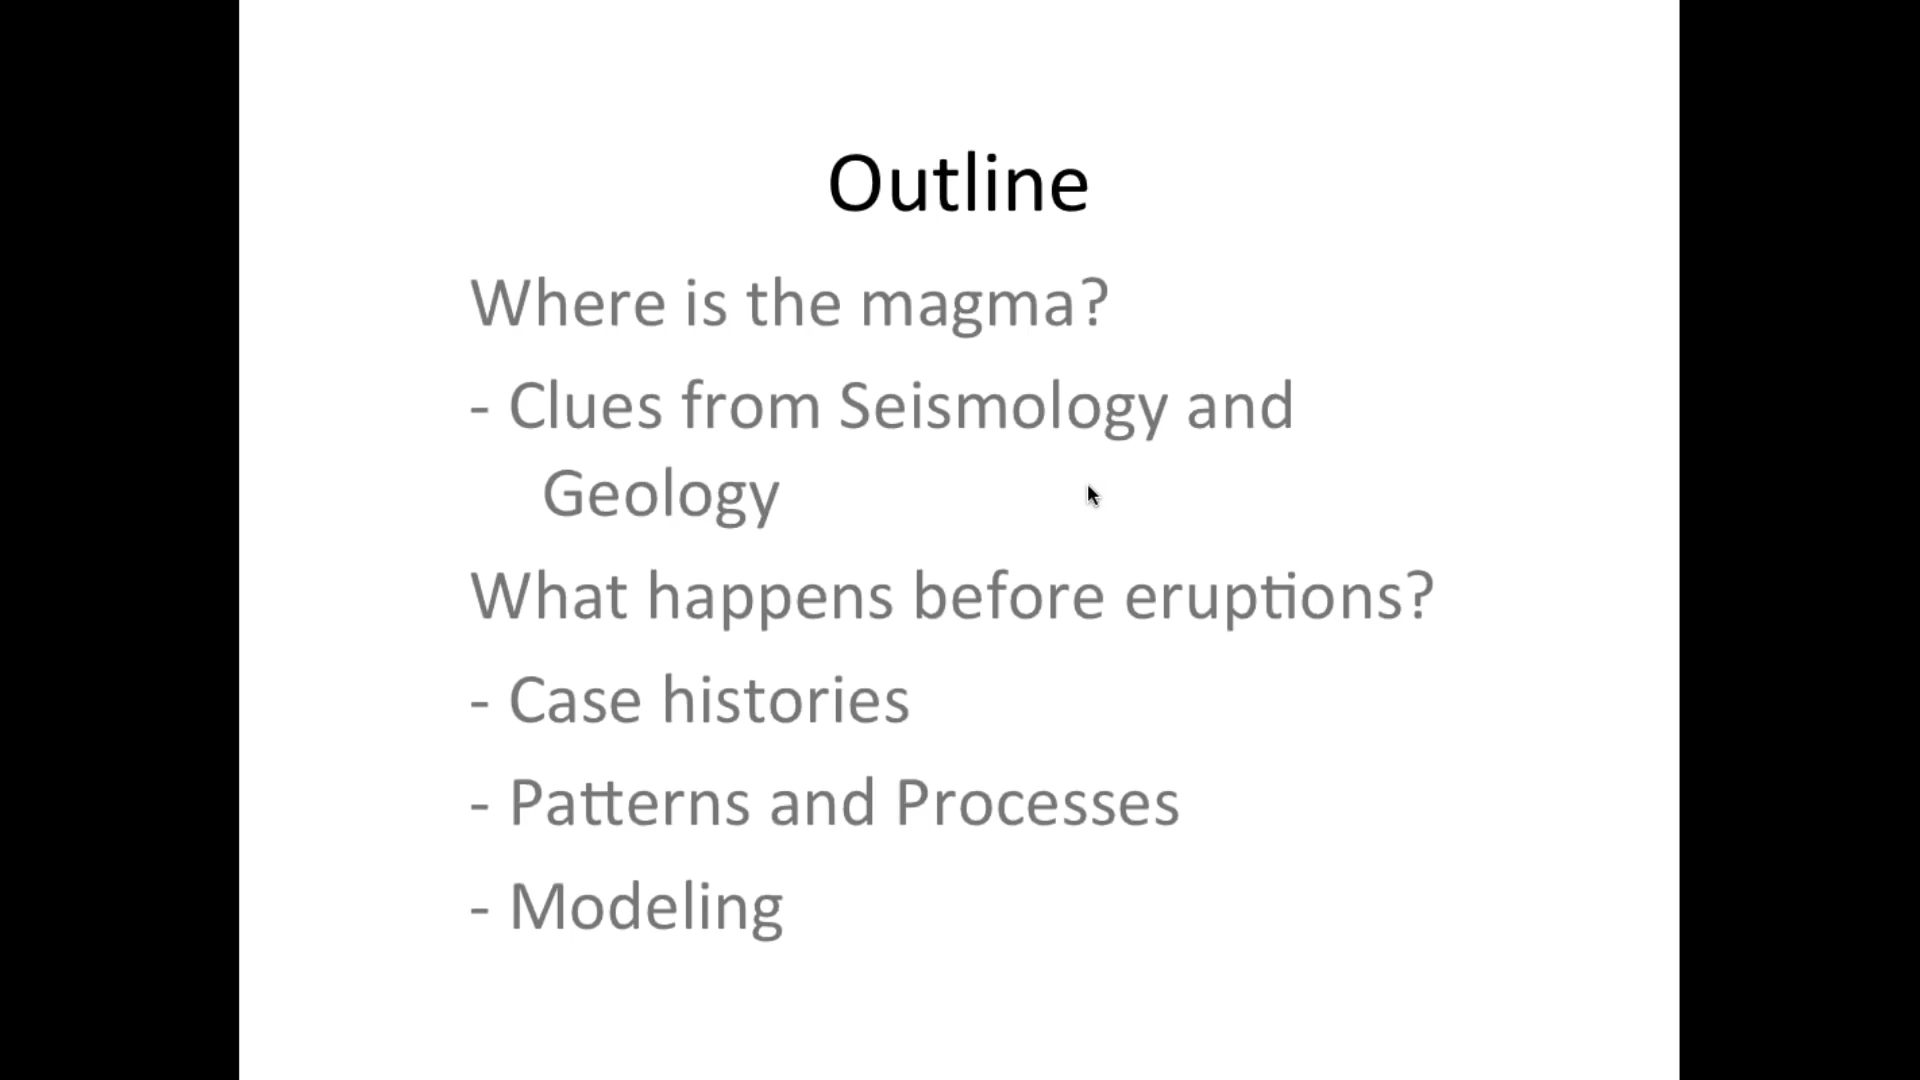 Outline
Where is the magma?
- Clues from Seismology and
Geology
What happens before eruptions?
- Case histories
- Patterns and Processes
- Modeling